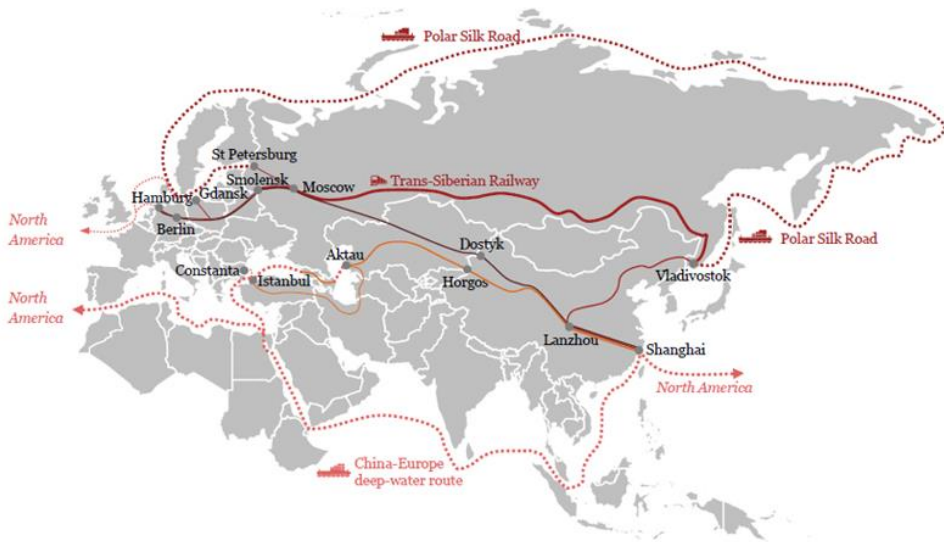 Polar Silk Road
St Petersburg
Smolensk
Moscow
Trans-Siberian Railway
Hamburg
Gdansk
North
America
Berlin
Polar Silk Road
Dostyk
Aktau
Constanta
Istanbul
Horgos
Vladivostok
North
America
Lanzhou
Shanghai
North America
China-Europe
deep-water route